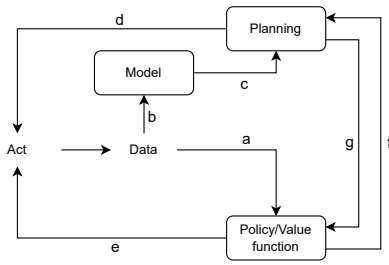 d
Planning
Model
c
b
Act
Data
a
g
f
Policy/Value
function
e